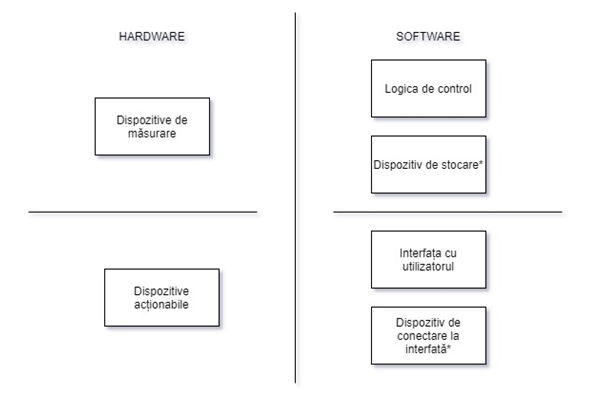 HARDWARE
Dispozitive de
măsurare
Dispozitive
acționabile
SOFTWARE
Logica de control
Dispozitiv de stocare*
Interfața cu
utilizatorul
Dispozitiv de
conectare la
interfată*